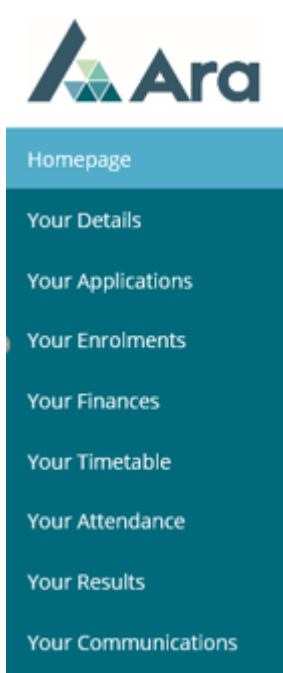 Ara
Homepage
Your Details
Your Applications
Your Enrolments
Your Finances
Your Timetable
Your Attendance
Your Results
Your Communications